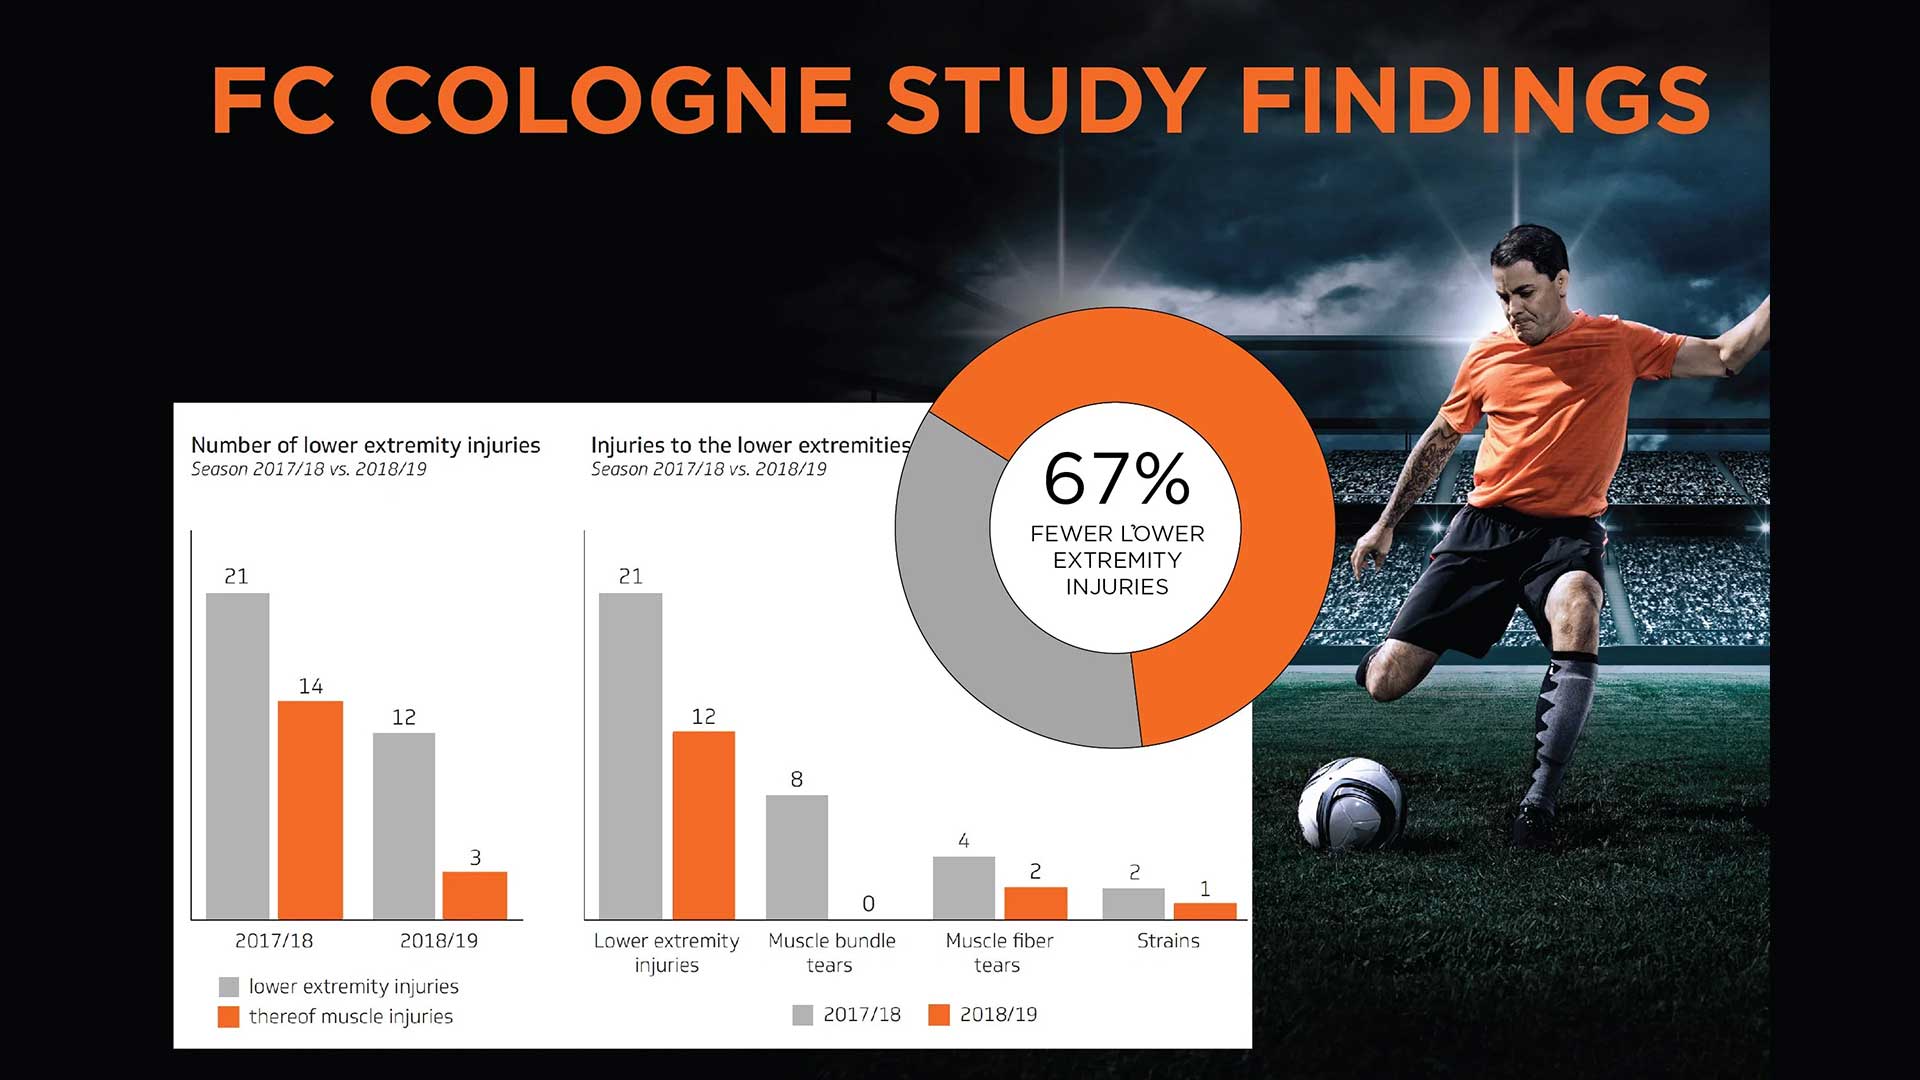 FC COLOGNE STUDY FINDINGS
Number of lower extremity injuries
Season 2017/18 vs. 2018/19
21
14
12
3
2017/18
2018/19
lower extremity injuries
thereof muscle injuries
Injuries to the lower extremities
Season 2017/18 vs. 2018/19
21
12
8
0
4
2
2
1
Lower extremity
injuries
Muscle bundle
tears
Muscle fiber
tears
Strains
2017/18
2018/19
67%
FEWER LOWER
EXTREMITY
INJURIES